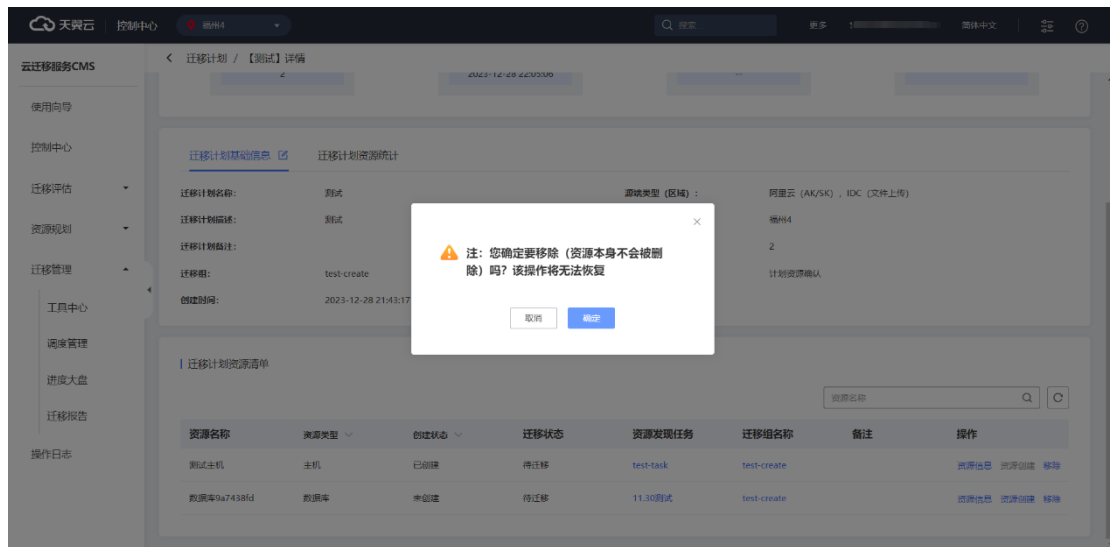 天翼云 控制中心 福州4 搜索... 更多 简体中文
云迁移服务CMS
使用向导
控制中心
迁移评估
资源规划
迁移管理
工具中心
调度管理
进度大盘
迁移报告
操作日志
迁移计划 / 【测试】详情
2 2023-12-28 22:05:06 --
迁移计划基础信息 迁移计划资源统计
迁移计划名称: 测试 源端类型 (区域) : 阿里云 (AK/SK) , IDC (文件上传)
迁移计划描述: 测试 福州4
迁移计划备注: 2
迁移组: test-create 计划资源确认
创建时间: 2023-12-28 21:43:17
注: 您确定要移除 (资源本身不会被删
除) 吗? 该操作将无法恢复
取消 确定
迁移计划资源清单
资源名称
资源名称 资源类型 创建状态 迁移状态 资源发现任务 迁移组名称 备注 操作
测试主机 主机 已创建 待迁移 test-task test-create 资源信息 资源创建 移除
数据库9a7438fd 数据库 未创建 待迁移 11.30测试 test-create 资源信息 资源创建 移除